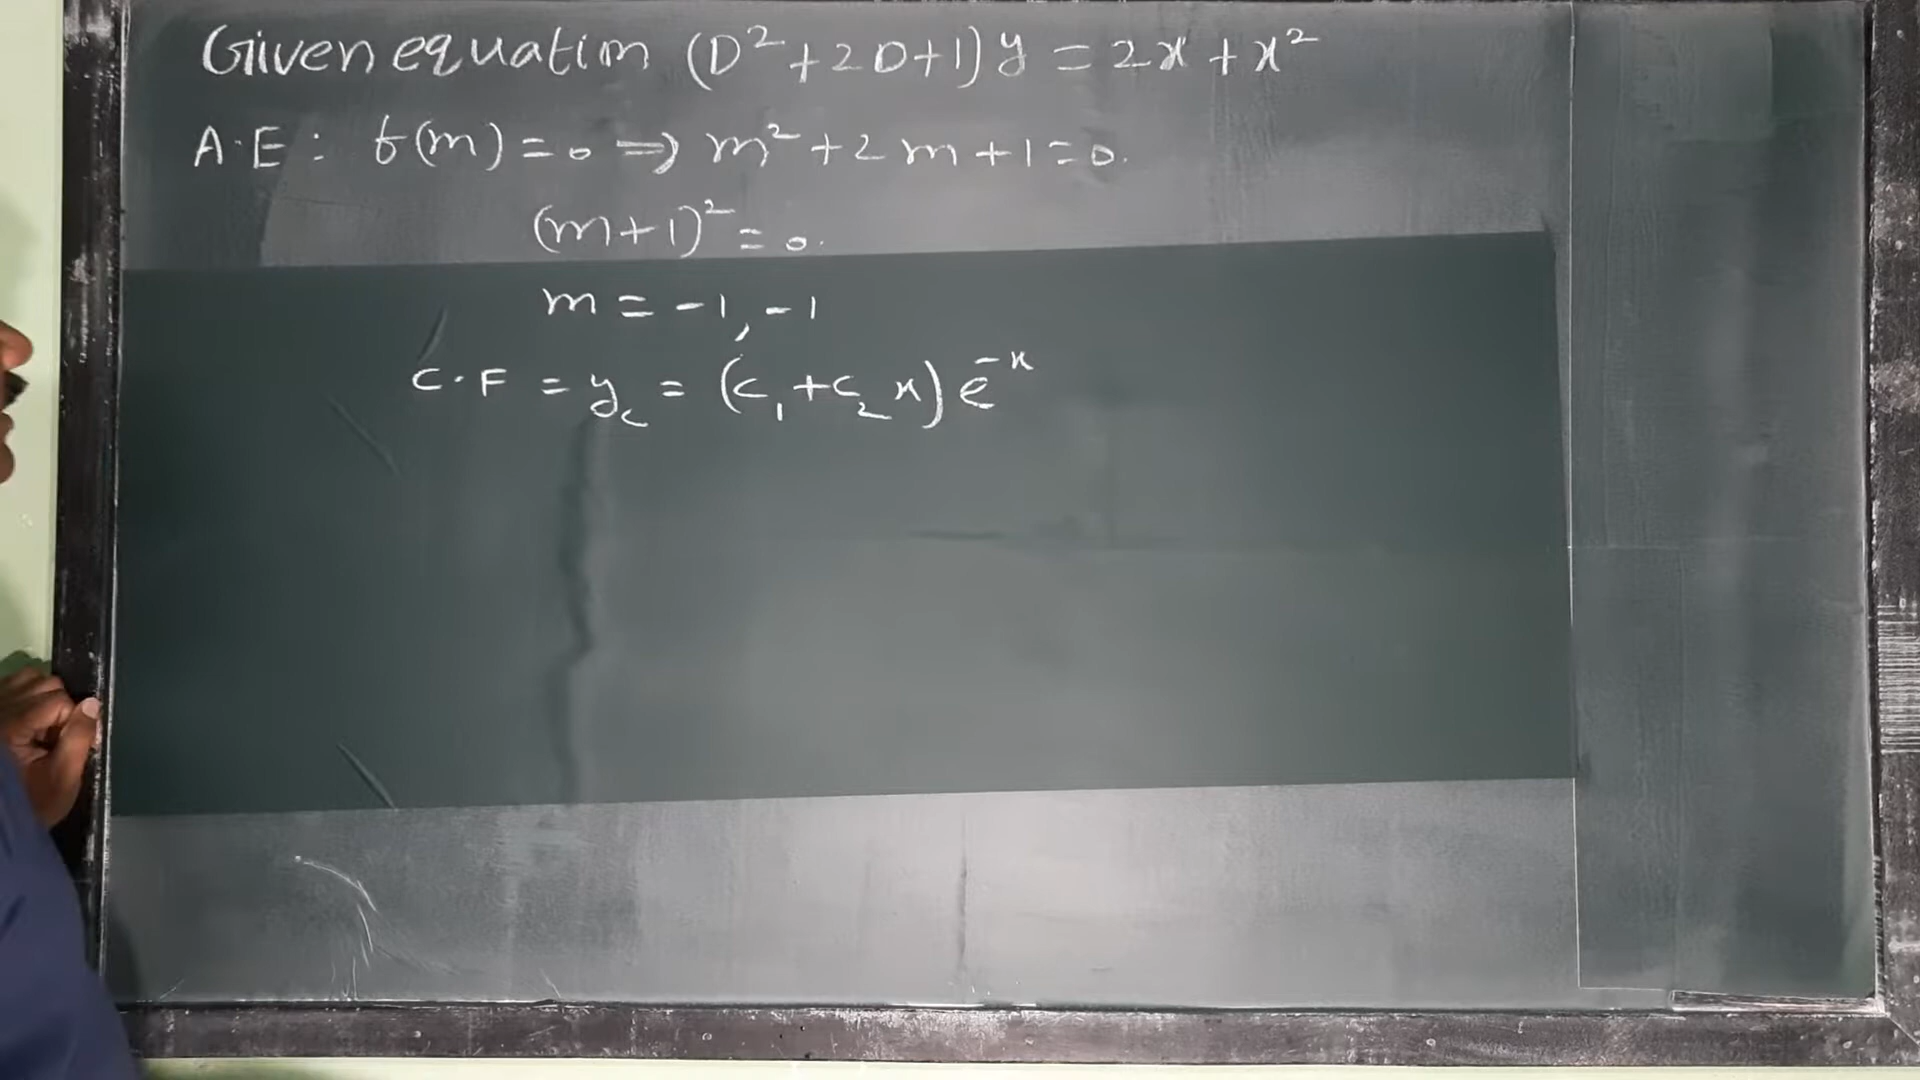 Given equation (D²+2D+1)y = 2x+x²
A.E : f(m)=0 ⇒ m²+2m+1=0.
(m+1)²=0.
m = -1, -1
C.F = y_c = (c₁+c₂x)e^{-x}